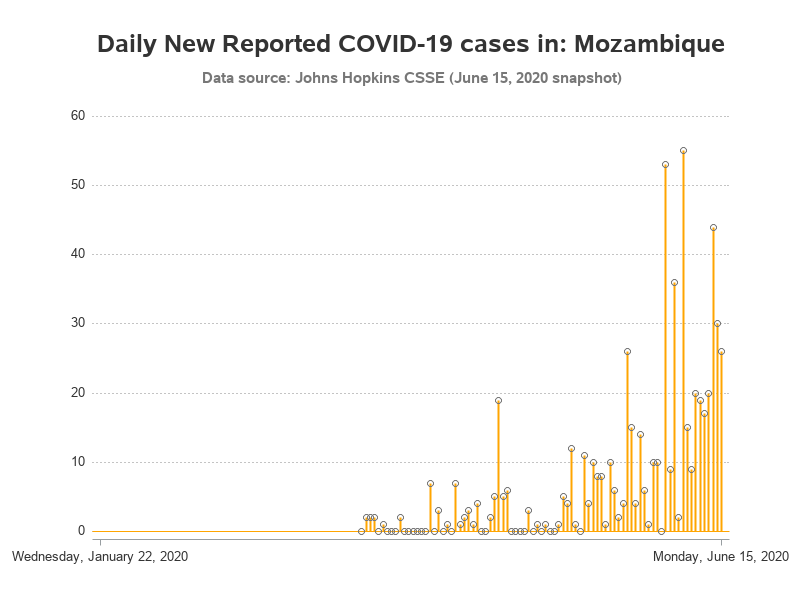 Daily New Reported COVID-19 cases in: Mozambique
Data source: Johns Hopkins CSSE (June 15, 2020 snapshot)
60
50
40
30
20
10
0
Wednesday, January 22, 2020
Monday, June 15, 2020